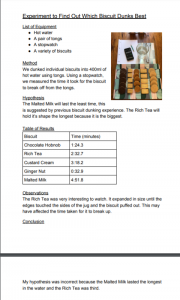 Experiment to Find Out Which Biscuit Dunks Best
List of Equipment
● Hot water
● A pair of tongs
● A stopwatch
● A variety of biscuits
Method
We dunked individual biscuits into 400ml of
hot water using tongs. Using a stopwatch,
we measured the time it took for the biscuit
to break off from the tongs.
Hypothesis
The Malted Milk will last the least time, this
is suggested by previous biscuit dunking experience. The Rich Tea will
hold it's shape the longest because it is the biggest.
Table of Results
Biscuit Time (minutes)
Chocolate Hobnob 1:24.3
Rich Tea 2:32.7
Custard Cream 3:18.2
Ginger Nut 0:32.8
Malted Milk 4:51.8
Observations
The Rich Tea was very interesting to watch. It expanded in size until the
edges touched the sides of the jug and the biscuit puffed out. This may
have affected the time taken for it to break up.
Conclusion
My hypothesis was incorrect because the Malted Milk lasted the longest
in the water and the Rich Tea was third.